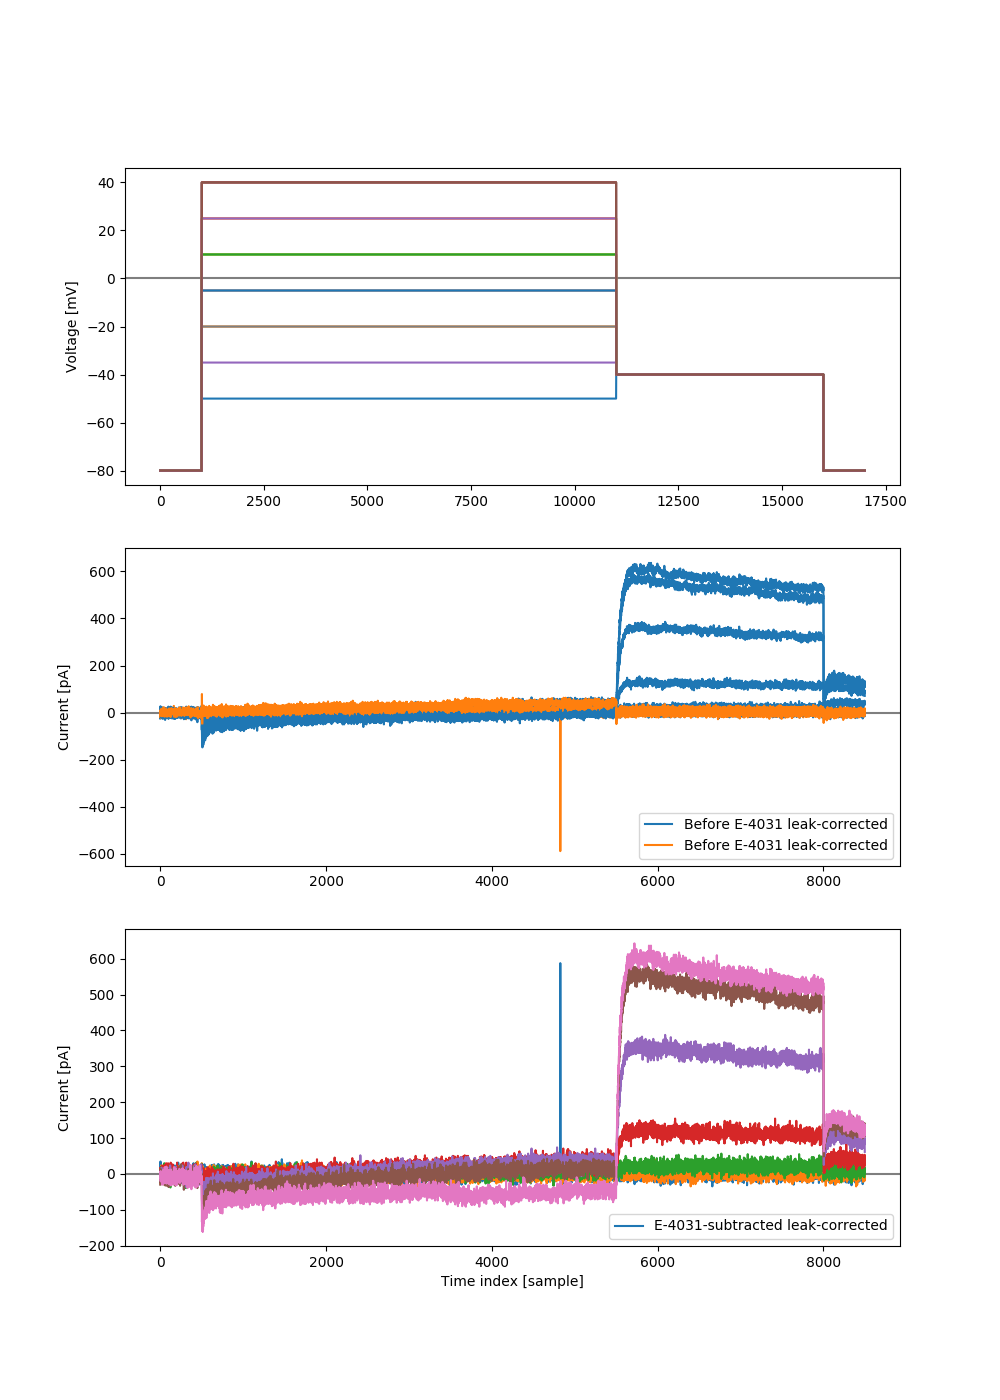 40
20
0
−20
−40
−60
−80
Voltage [mV]
0 2500 5000 7500 10000 12500 15000 17500
600
400
200
0
−200
−400
−600
Current [pA]
Before E-4031 leak-corrected
Before E-4031 leak-corrected
0 2000 4000 6000 8000
600
500
400
300
200
100
0
−100
−200
Current [pA]
E-4031-subtracted leak-corrected
0 2000 4000 6000 8000
Time index [sample]